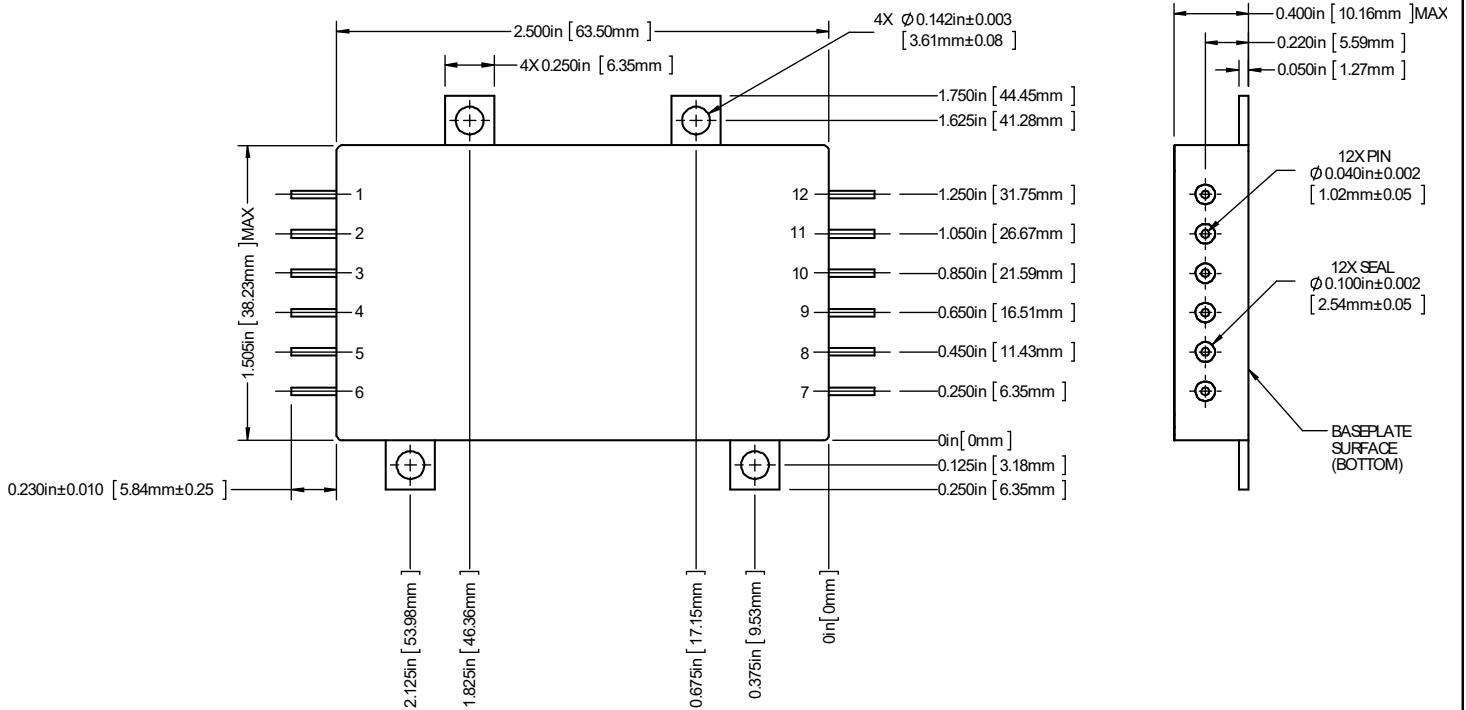 2.500in [ 63.50mm ]
4X Ø 0.142in±0.003
[ 3.61mm±0.08 ]
0.400in [ 10.16mm ]MAX
0.220in [ 5.59mm ]
0.050in [ 1.27mm ]
4X 0.250in [ 6.35mm ]
1.750in [ 44.45mm ]
1.625in [ 41.28mm ]
1.505in [ 38.23mm ]MAX
1
2
3
4
5
6
12
11
10
9
8
7
1.250in [ 31.75mm ]
1.050in [ 26.67mm ]
0.850in [ 21.59mm ]
0.650in [ 16.51mm ]
0.450in [ 11.43mm ]
0.250in [ 6.35mm ]
0in[ 0mm ]
0.125in [ 3.18mm ]
0.250in [ 6.35mm ]
12X PIN
Ø 0.040in±0.002
[ 1.02mm±0.05 ]
12X SEAL
Ø 0.100in±0.002
[ 2.54mm±0.05 ]
BASEPLATE
SURFACE
(BOTTOM)
0.230in±0.010 [ 5.84mm±0.25 ]
2.125in [ 53.98mm ]
1.825in [ 46.36mm ]
0.675in [ 17.15mm ]
0.375in [ 9.53mm ]
0in[ 0mm ]